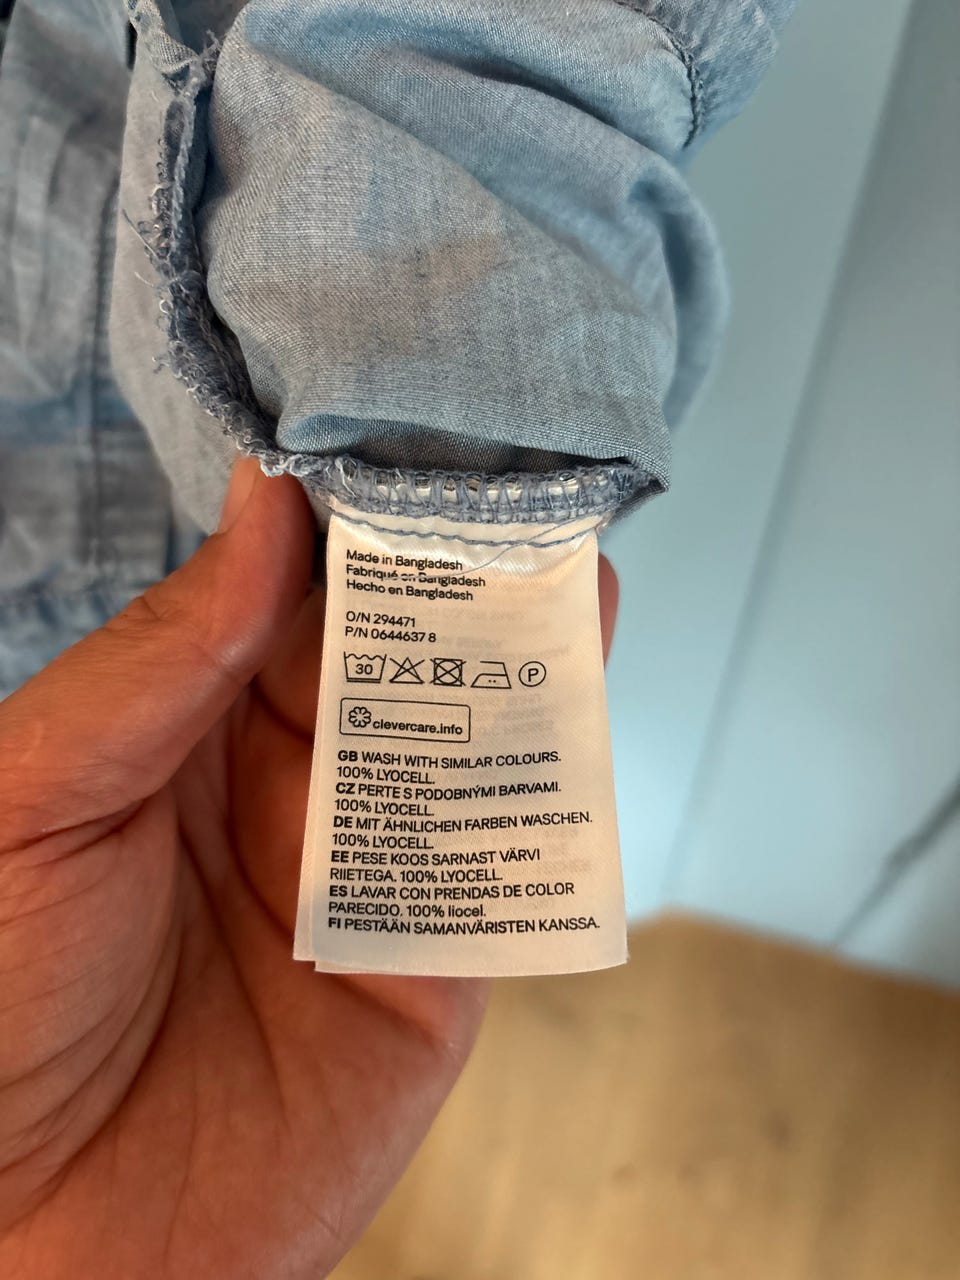 Made in Bangladesh
Fabriqué en Bangladesh
Hecho en Bangladesh
O/N 294471
P/N 0644637 8
30 P
clevercare.info
GB WASH WITH SIMILAR COLOURS.
100% LYOCELL.
CZ PERTE S PODOBNÝMI BARVAMI.
100% LYOCELL.
DE MIT ÄHNLICHEN FARBEN WASCHEN.
100% LYOCELL.
EE PESE KOOS SARNAST VÄRVI
RIIETEGA. 100% LYOCELL.
ES LAVAR CON PRENDAS DE COLOR
PARECIDO. 100% liocel.
FI PESTÄÄN SAMANVÄRISTEN KANSSA.